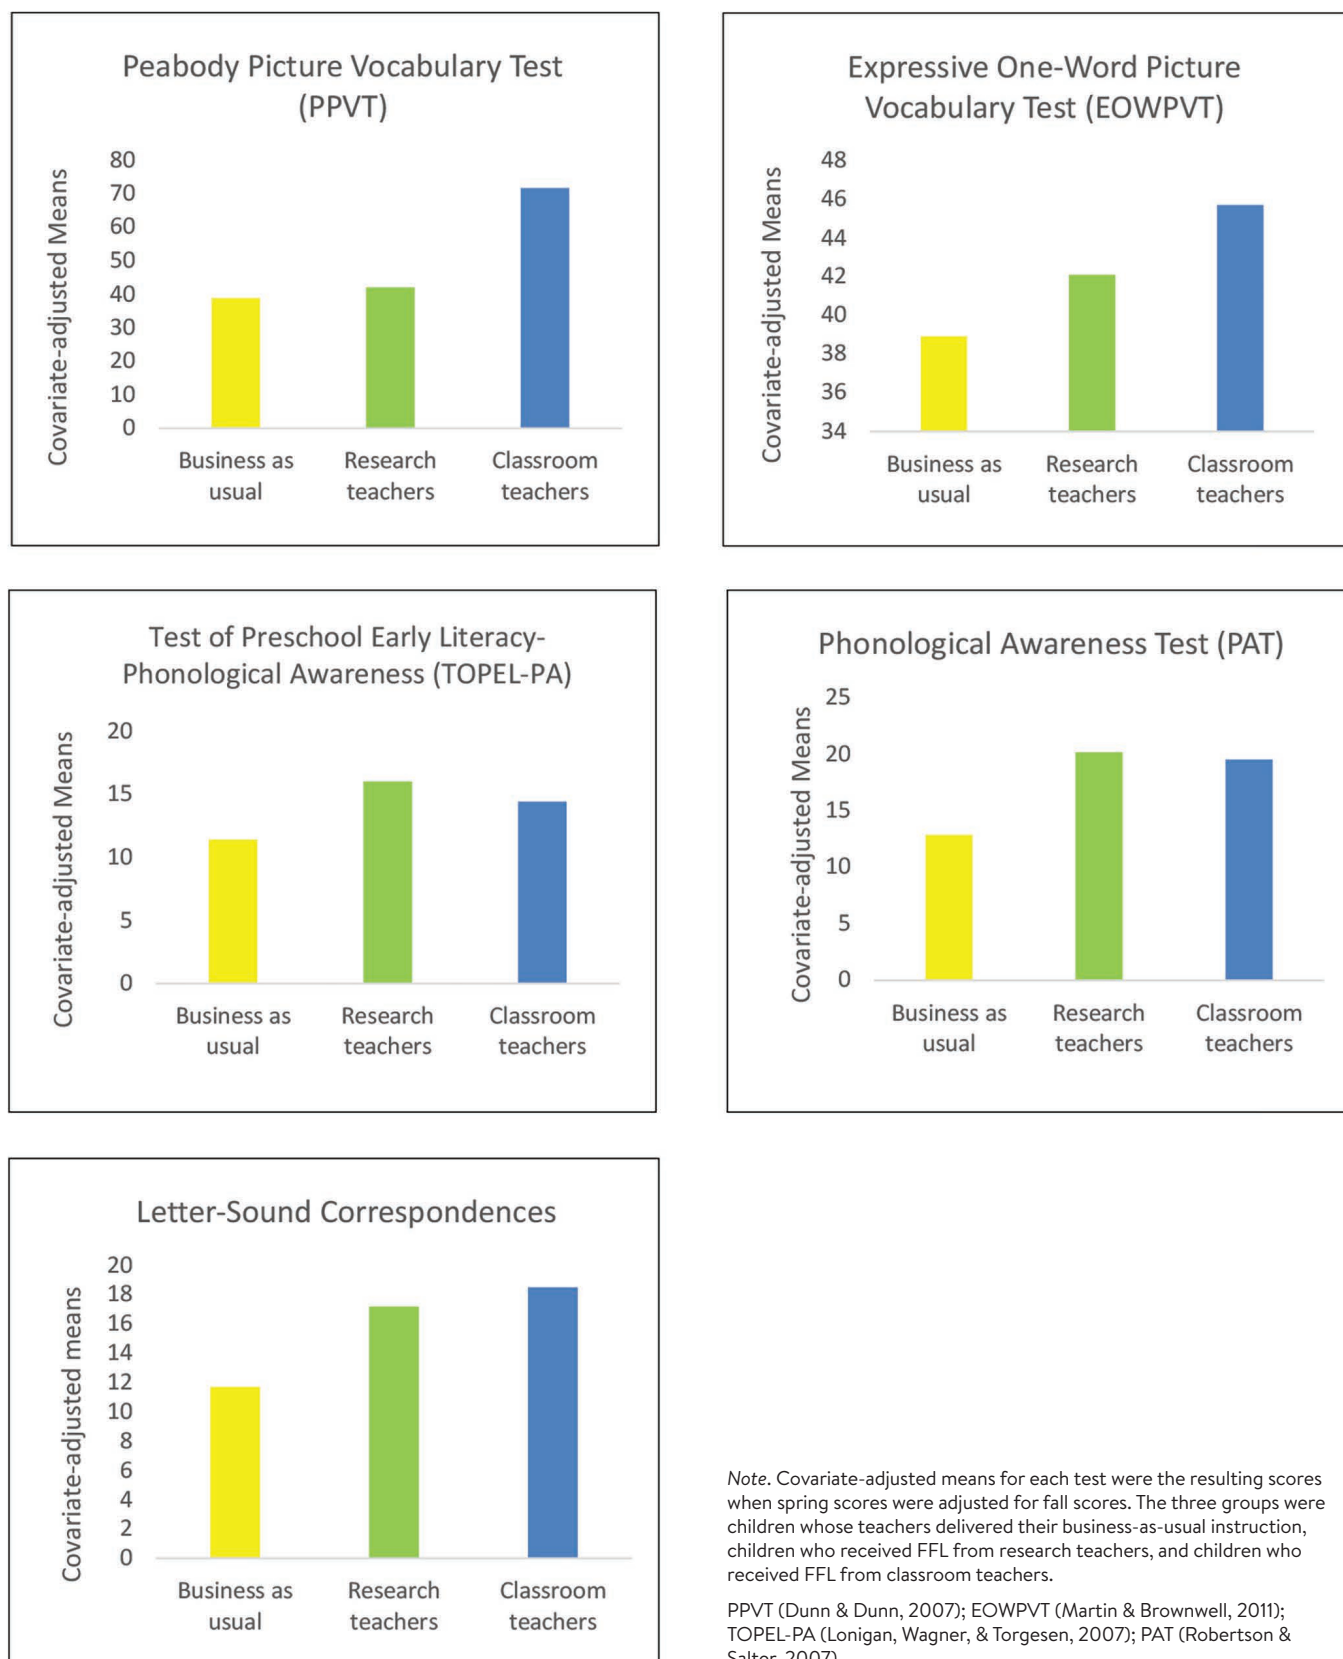 Peabody Picture Vocabulary Test
(PPVT)
Covariate-adjusted Means
80
70
60
50
40
30
20
10
0
Business as
usual
Research
teachers
Classroom
teachers
Expressive One-Word Picture
Vocabulary Test (EOWPVT)
Covariate-adjusted Means
48
46
44
42
40
38
36
34
Business as
usual
Research
teachers
Classroom
teachers
Test of Preschool Early Literacy-
Phonological Awareness (TOPEL-PA)
Covariate-adjusted Means
20
15
10
5
0
Business as
usual
Research
teachers
Classroom
teachers
Phonological Awareness Test (PAT)
Covariate-adjusted Means
25
20
15
10
5
0
Business as
usual
Research
teachers
Classroom
teachers
Letter-Sound Correspondences
Covariate-adjusted means
20
18
16
14
12
10
8
6
4
2
0
Business as
usual
Research
teachers
Classroom
teachers
Note. Covariate-adjusted means for each test were the resulting scores
when spring scores were adjusted for fall scores. The three groups were
children whose teachers delivered their business-as-usual instruction,
children who received FFL from research teachers, and children who
received FFL from classroom teachers.
PPVT (Dunn & Dunn, 2007); EOWPVT (Martin & Brownwell, 2011);
TOPEL-PA (Lonigan, Wagner, & Torgesen, 2007); PAT (Robertson &
Salter, 2007)